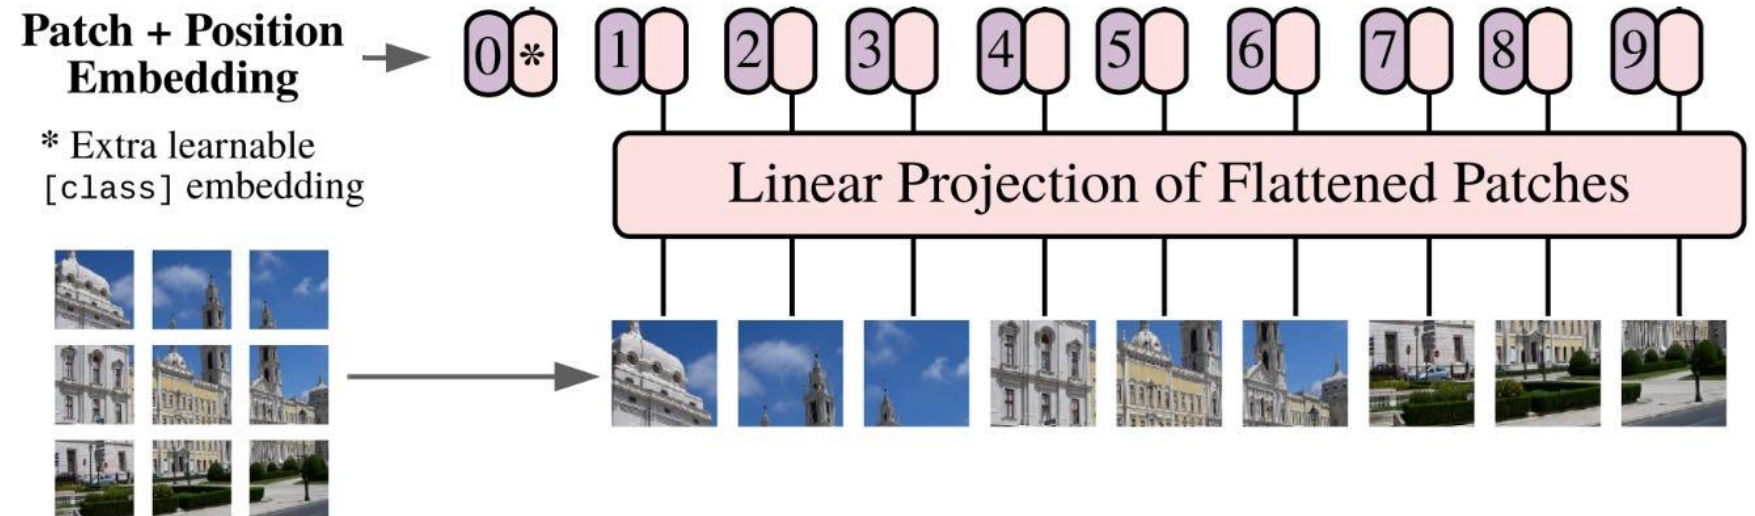 Patch + Position
Embedding
0 * 1 2 3 4 5 6 7 8 9
* Extra learnable
[class] embedding
Linear Projection of Flattened Patches